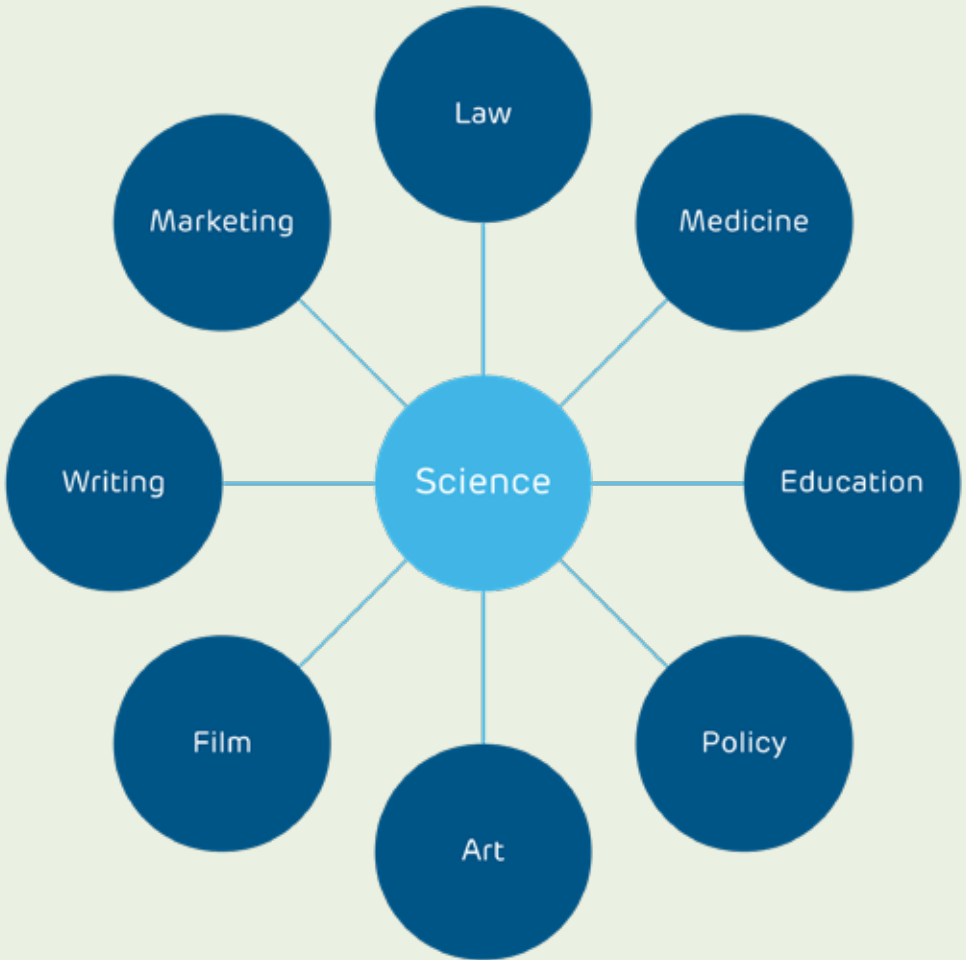 Law
Marketing
Medicine
Writing
Science
Education
Film
Policy
Art